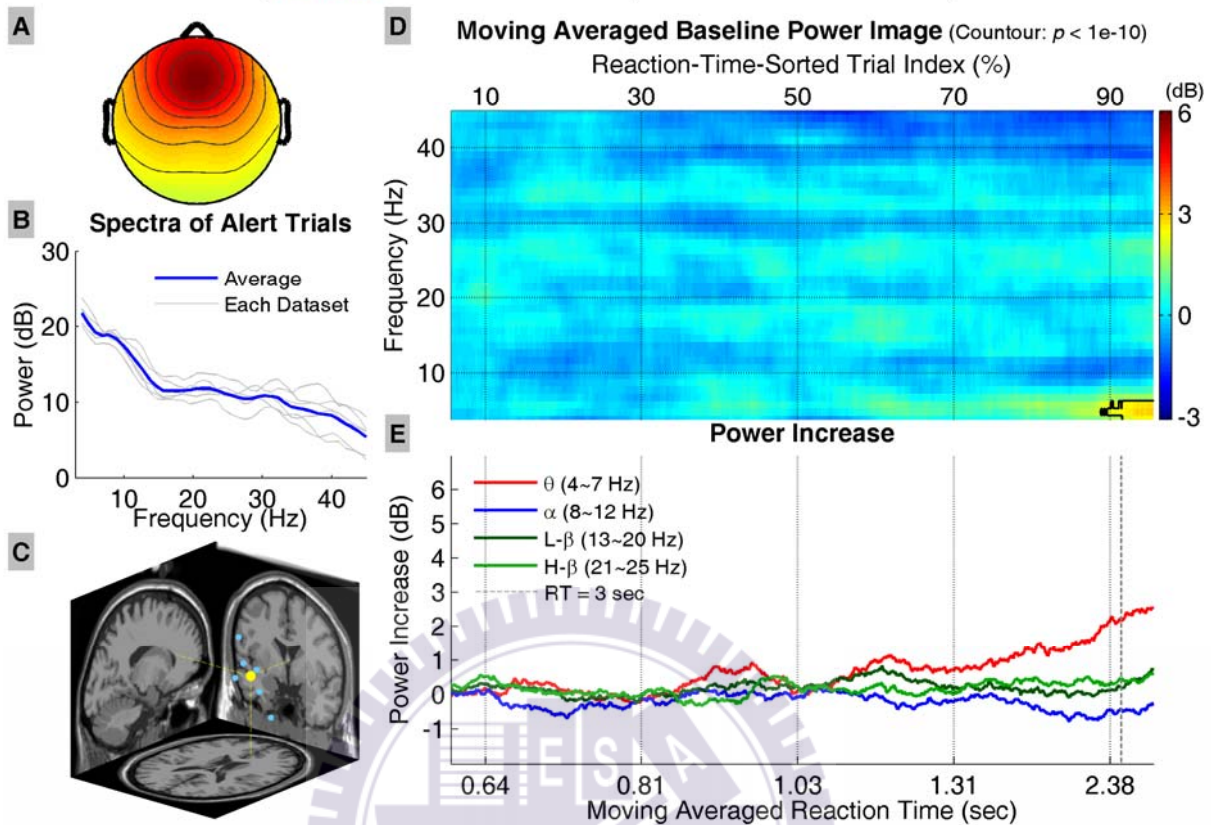 A
B
Spectra of Alert Trials
30
20
10
0
Power (dB)
Average
Each Dataset
10 20 30 40
Frequency (Hz)
C
D
Moving Averaged Baseline Power Image (Countour: p < 1e-10)
Reaction-Time-Sorted Trial Index (%)
10 30 50 70 90
(dB)
6
3
0
-3
40
30
20
10
Frequency (Hz)
E
Power Increase
6
5
4
3
2
1
0
-1
Power Increase (dB)
θ (4~7 Hz)
α (8~12 Hz)
L-β (13~20 Hz)
H-β (21~25 Hz)
RT = 3 sec
E S A
0.64 0.81 1.03 1.31 2.38
Moving Averaged Reaction Time (sec)